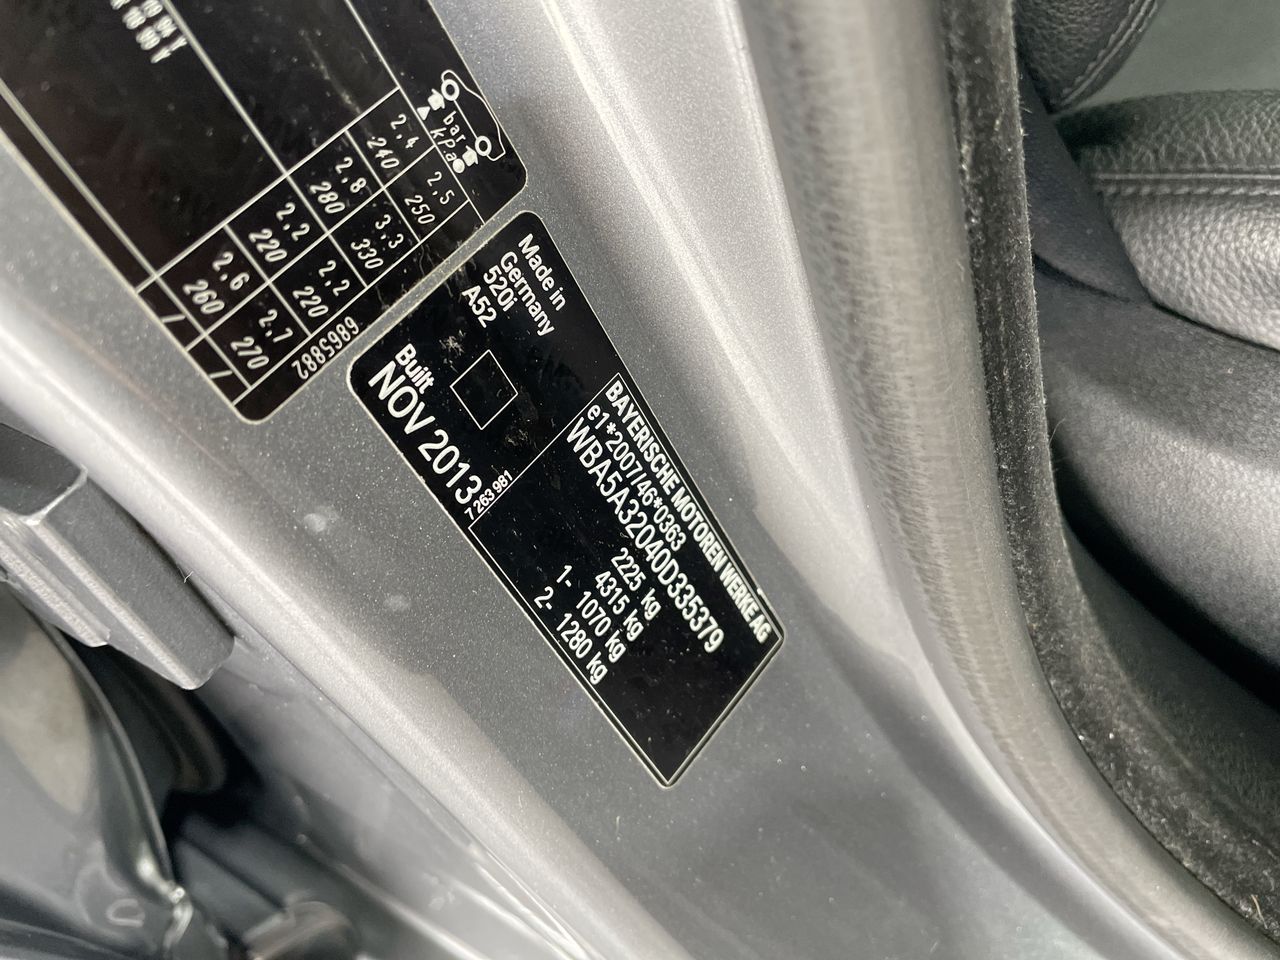 bar
kpa
2,4
240
2,5
250
2,8
280
3,3
330
2,2
220
2,2
220
2,6
260
2,7
270
6865882
Made in
Germany
520i
A52
Built
NOV 2013
7 263 981
BAYERISCHE MOTOREN WERKE AG
e1*2007/46*0363
WBA5A32040D335379
2225 kg
4315 kg
1- 1070 kg
2- 1280 kg